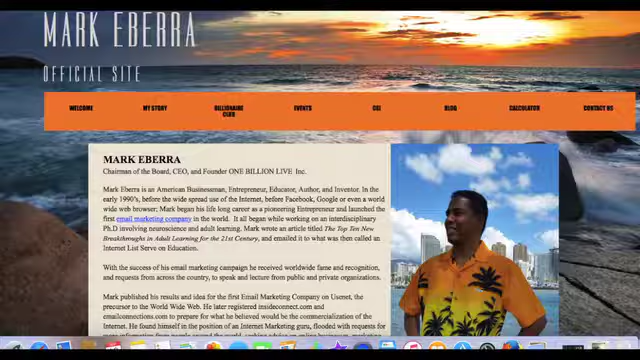 MARK EBERRA
OFFICIAL SITE
WELCOME MY STORY BILLIONAIRE CLUB EVENTS CSI BLOG CALCULATOR CONTACT US
MARK EBERRA
Chairman of the Board, CEO, and Founder ONE BILLION LIVE Inc.
Mark Eberra is an American Businessman, Entrepreneur, Educator, Author, and Investor. In the
early 1990's, before the wide spread use of the Internet, before Facebook, Google or even a world
wide web browser; Mark began his life long career as a pioneering Entrepreneur and launched the
first email marketing company in the world. It all began while working on an interdisciplinary
Ph.D involving neuroscience and adult learning. Mark wrote an article titled The Top Ten New
Breakthroughs in Adult Learning for the 21st Century, and emailed it to what was then called an
Internet List Serve on Education.
With the success of his email marketing campaign he received worldwide fame and recognition,
and requests from across the country, to speak and lecture from public and private organizations.
Mark published his results and idea for the first Email Marketing Company on Usenet, the
precursor to the World Wide Web. He later registered insideconnect.com and
emailconnections.com to prepare for what he believed would be the commercialization of the
Internet. He found himself in the position of an Internet Marketing guru, flooded with requests for